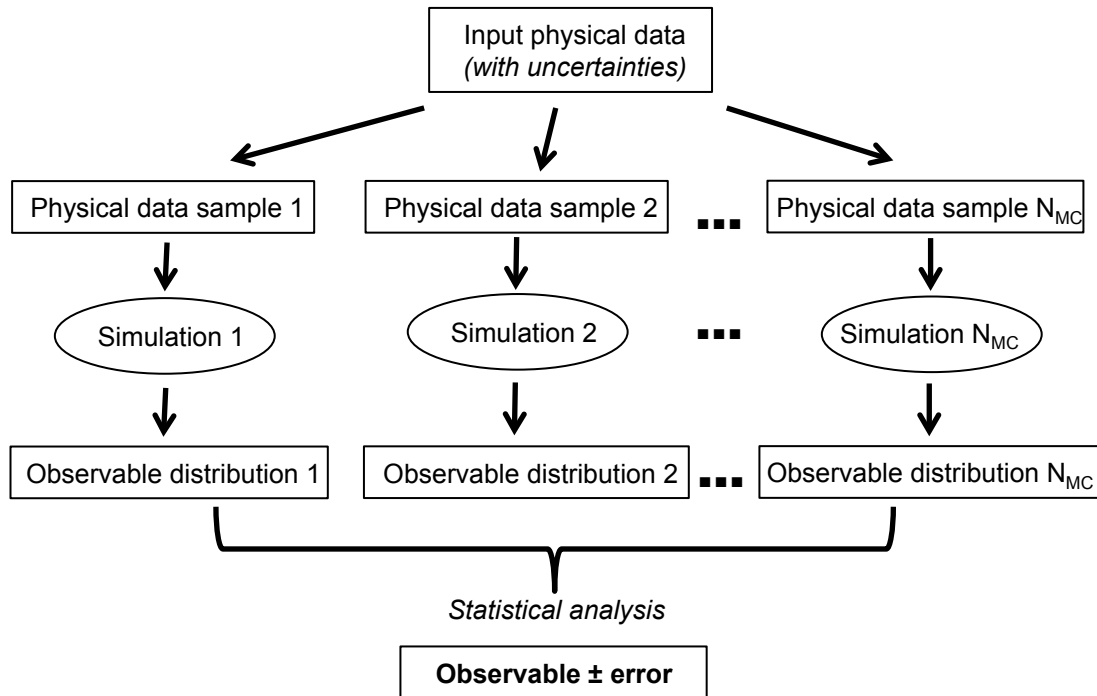 Input physical data
(with uncertainties)
Physical data sample 1
Physical data sample 2
...
Physical data sample N_MC
Simulation 1
Simulation 2
...
Simulation N_MC
Observable distribution 1
Observable distribution 2
...
Observable distribution N_MC
Statistical analysis
Observable ± error